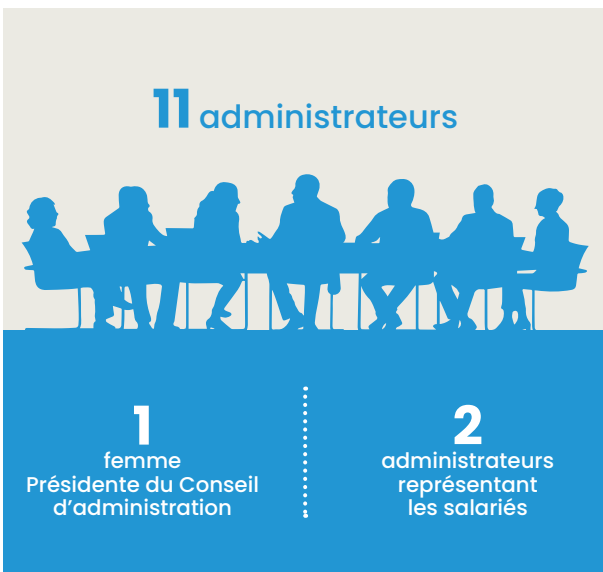 11 administrateurs
1
femme
Présidente du Conseil
d'administration
2
administrateurs
représentant
les salariés